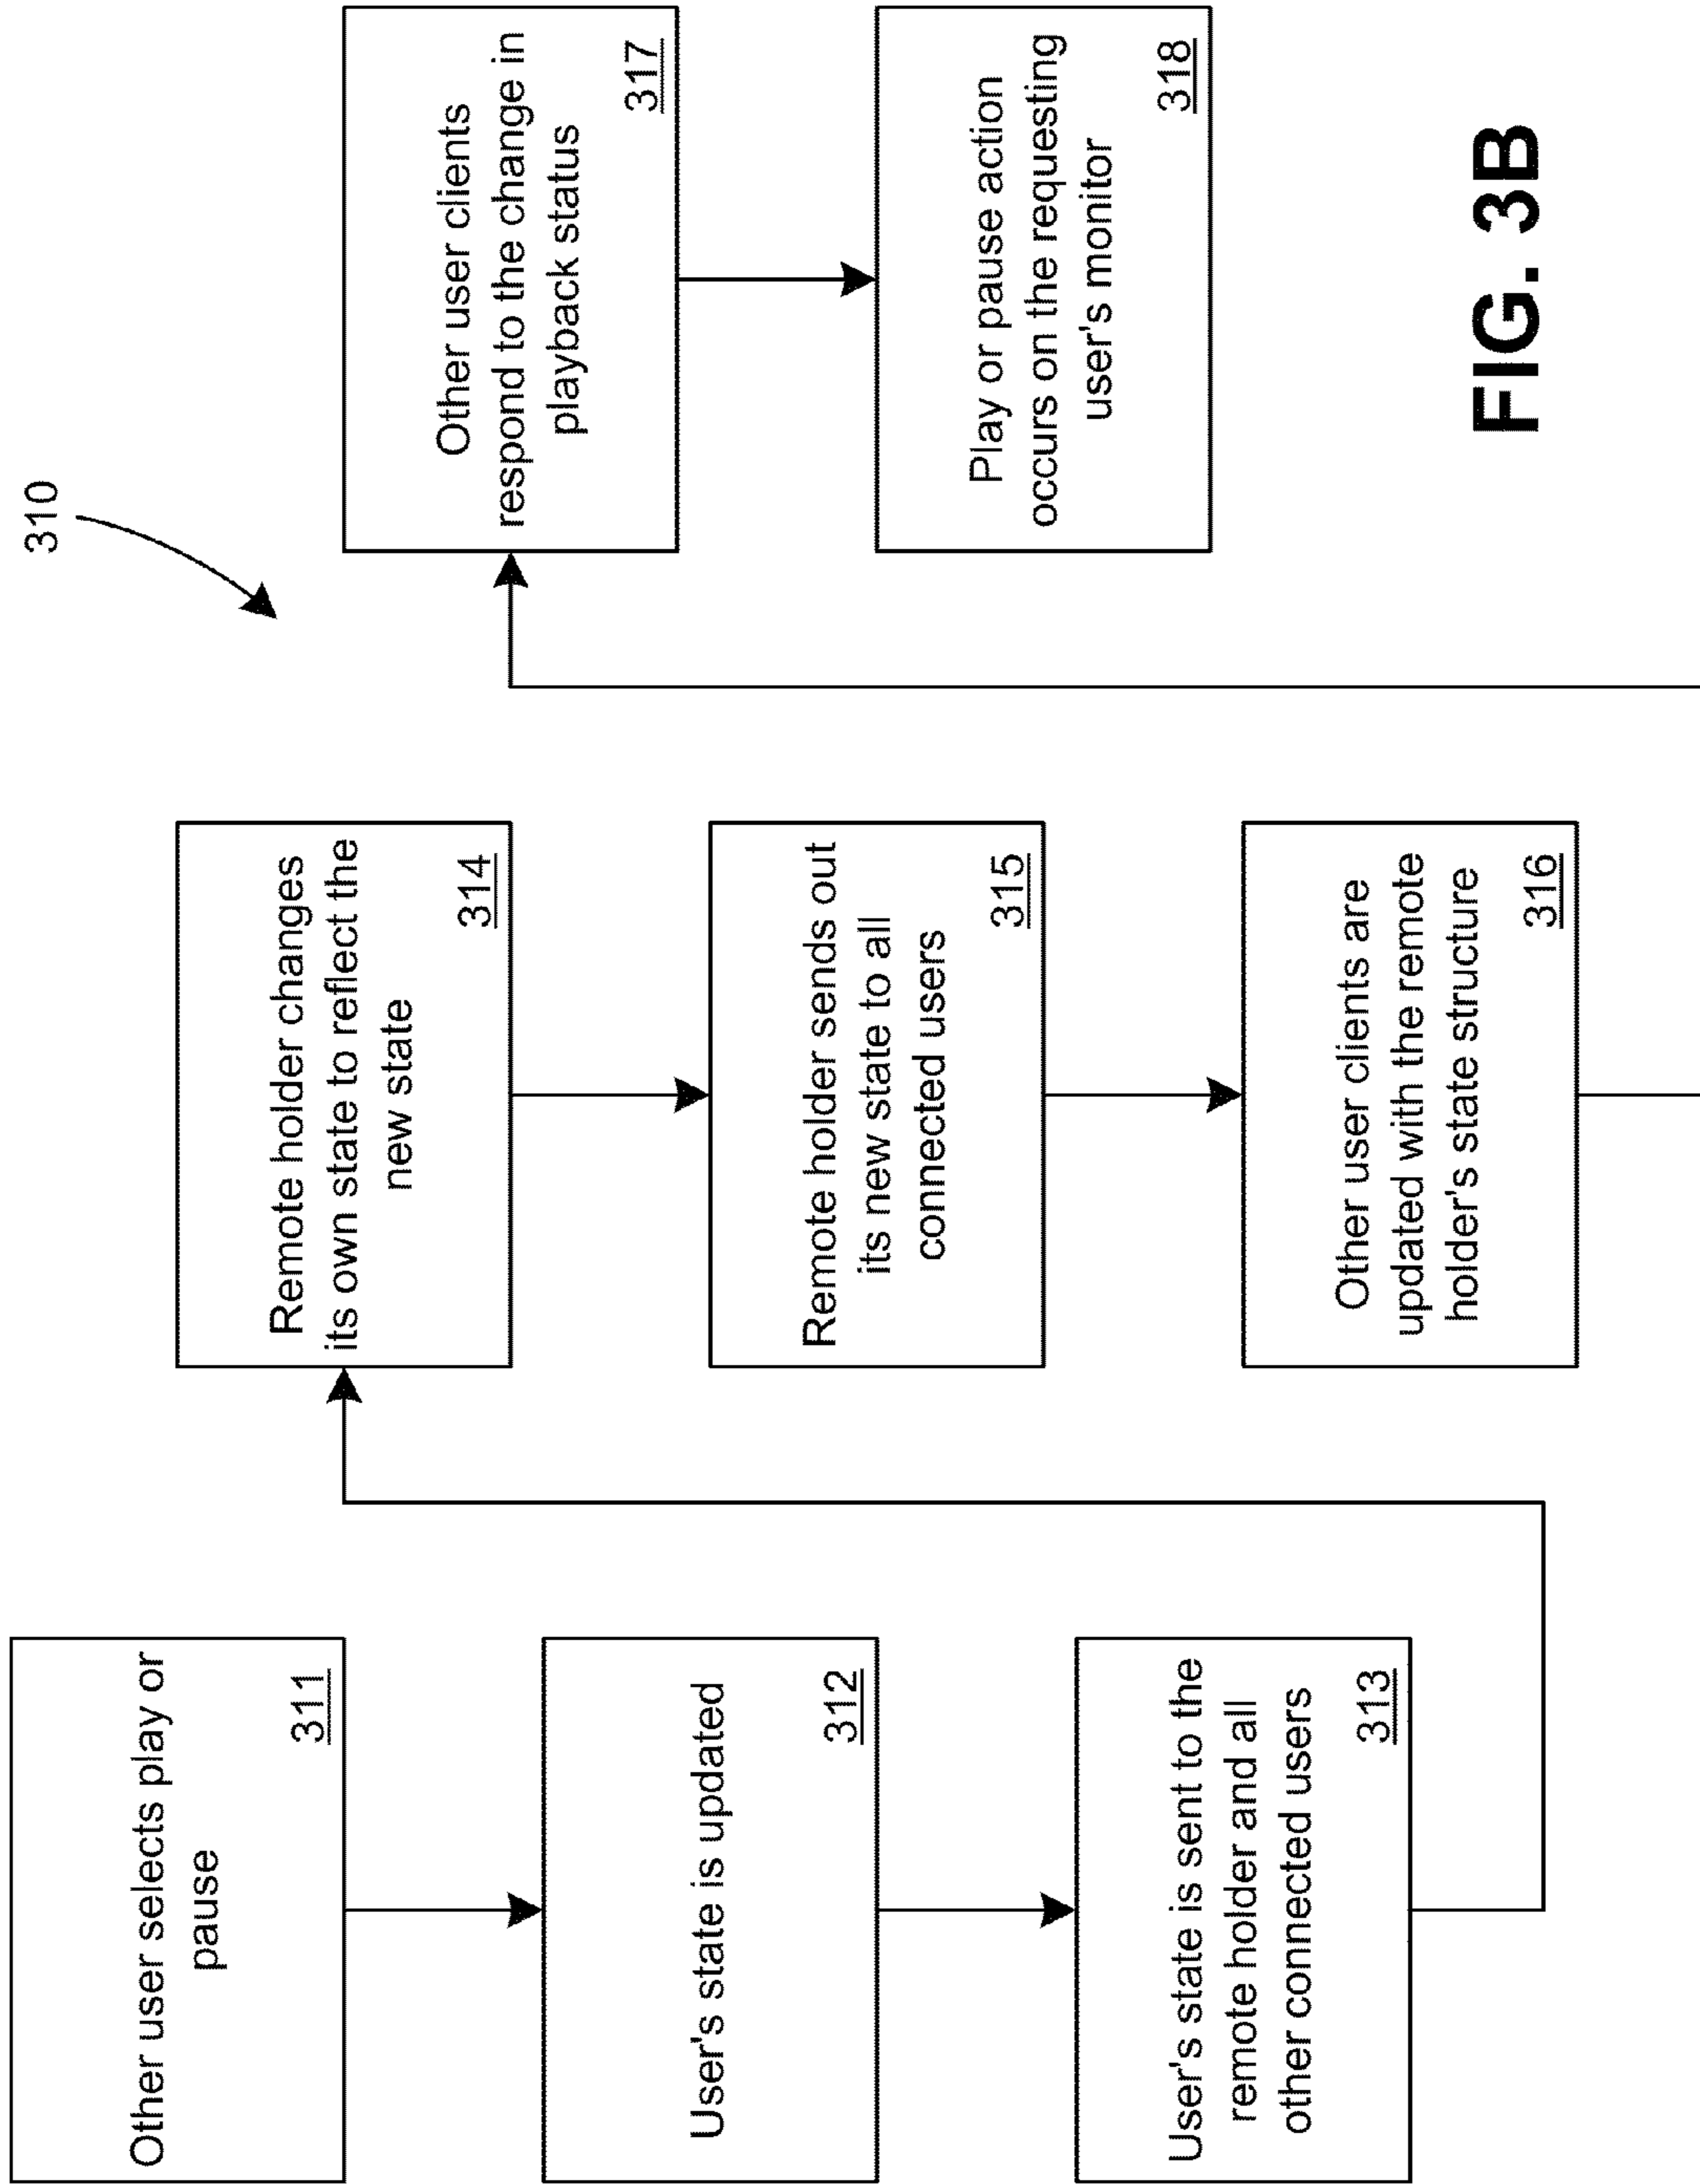 310
Other user selects play or
pause
311
User's state is updated
312
User's state is sent to the
remote holder and all
other connected users
313
Remote holder changes
its own state to reflect the
new state
314
Remote holder sends out
its new state to all
connected users
315
Other user clients are
updated with the remote
holder's state structure
316
Other user clients
respond to the change in
playback status
317
Play or pause action
occurs on the requesting
user's monitor
318
FIG. 3B